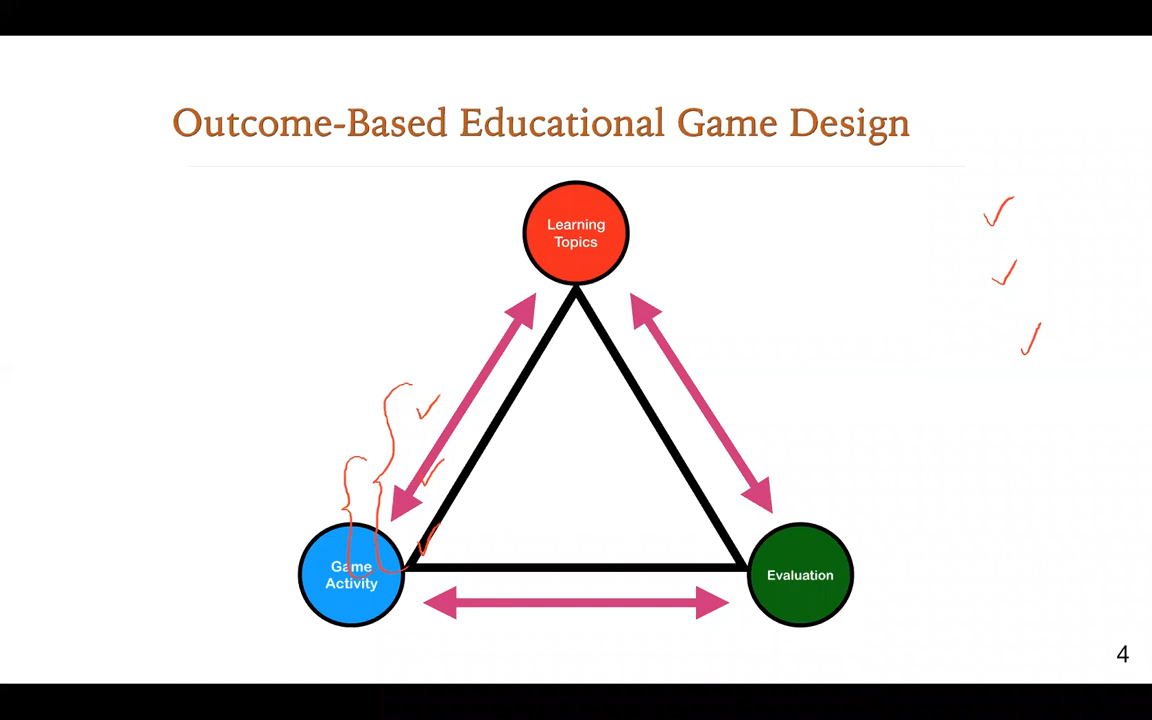 Outcome-Based Educational Game Design
Learning
Topics
Game
Activity
Evaluation
4